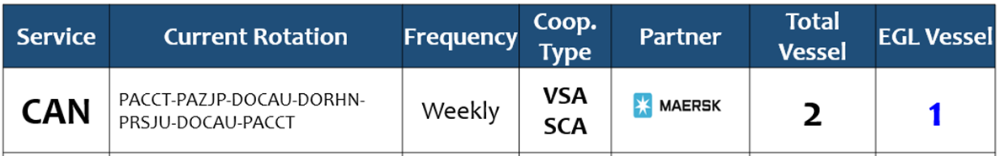 Service Current Rotation Frequency Coop. Type Partner Total Vessel EGL Vessel
CAN PACCT-PAZJP-DOCAU-DORHN- Weekly VSA MAERSK 2 1
PRSJU-DOCAU-PACCT SCA